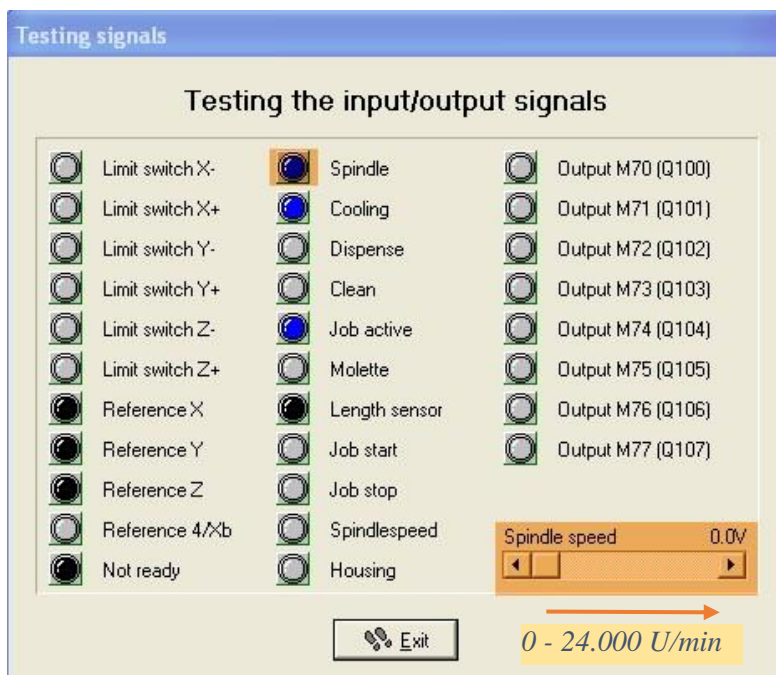 Testing signals
Testing the input/output signals
Limit switch X-
Limit switch X+
Limit switch Y-
Limit switch Y+
Limit switch Z-
Limit switch Z+
Reference X
Reference Y
Reference Z
Reference 4/Xb
Not ready
Spindle
Cooling
Dispense
Clean
Job active
Molette
Length sensor
Job start
Job stop
Spindlespeed
Housing
Output M70 (Q100)
Output M71 (Q101)
Output M72 (Q102)
Output M73 (Q103)
Output M74 (Q104)
Output M75 (Q105)
Output M76 (Q106)
Output M77 (Q107)
Spindle speed 0.0V
0 - 24.000 U/min
Exit